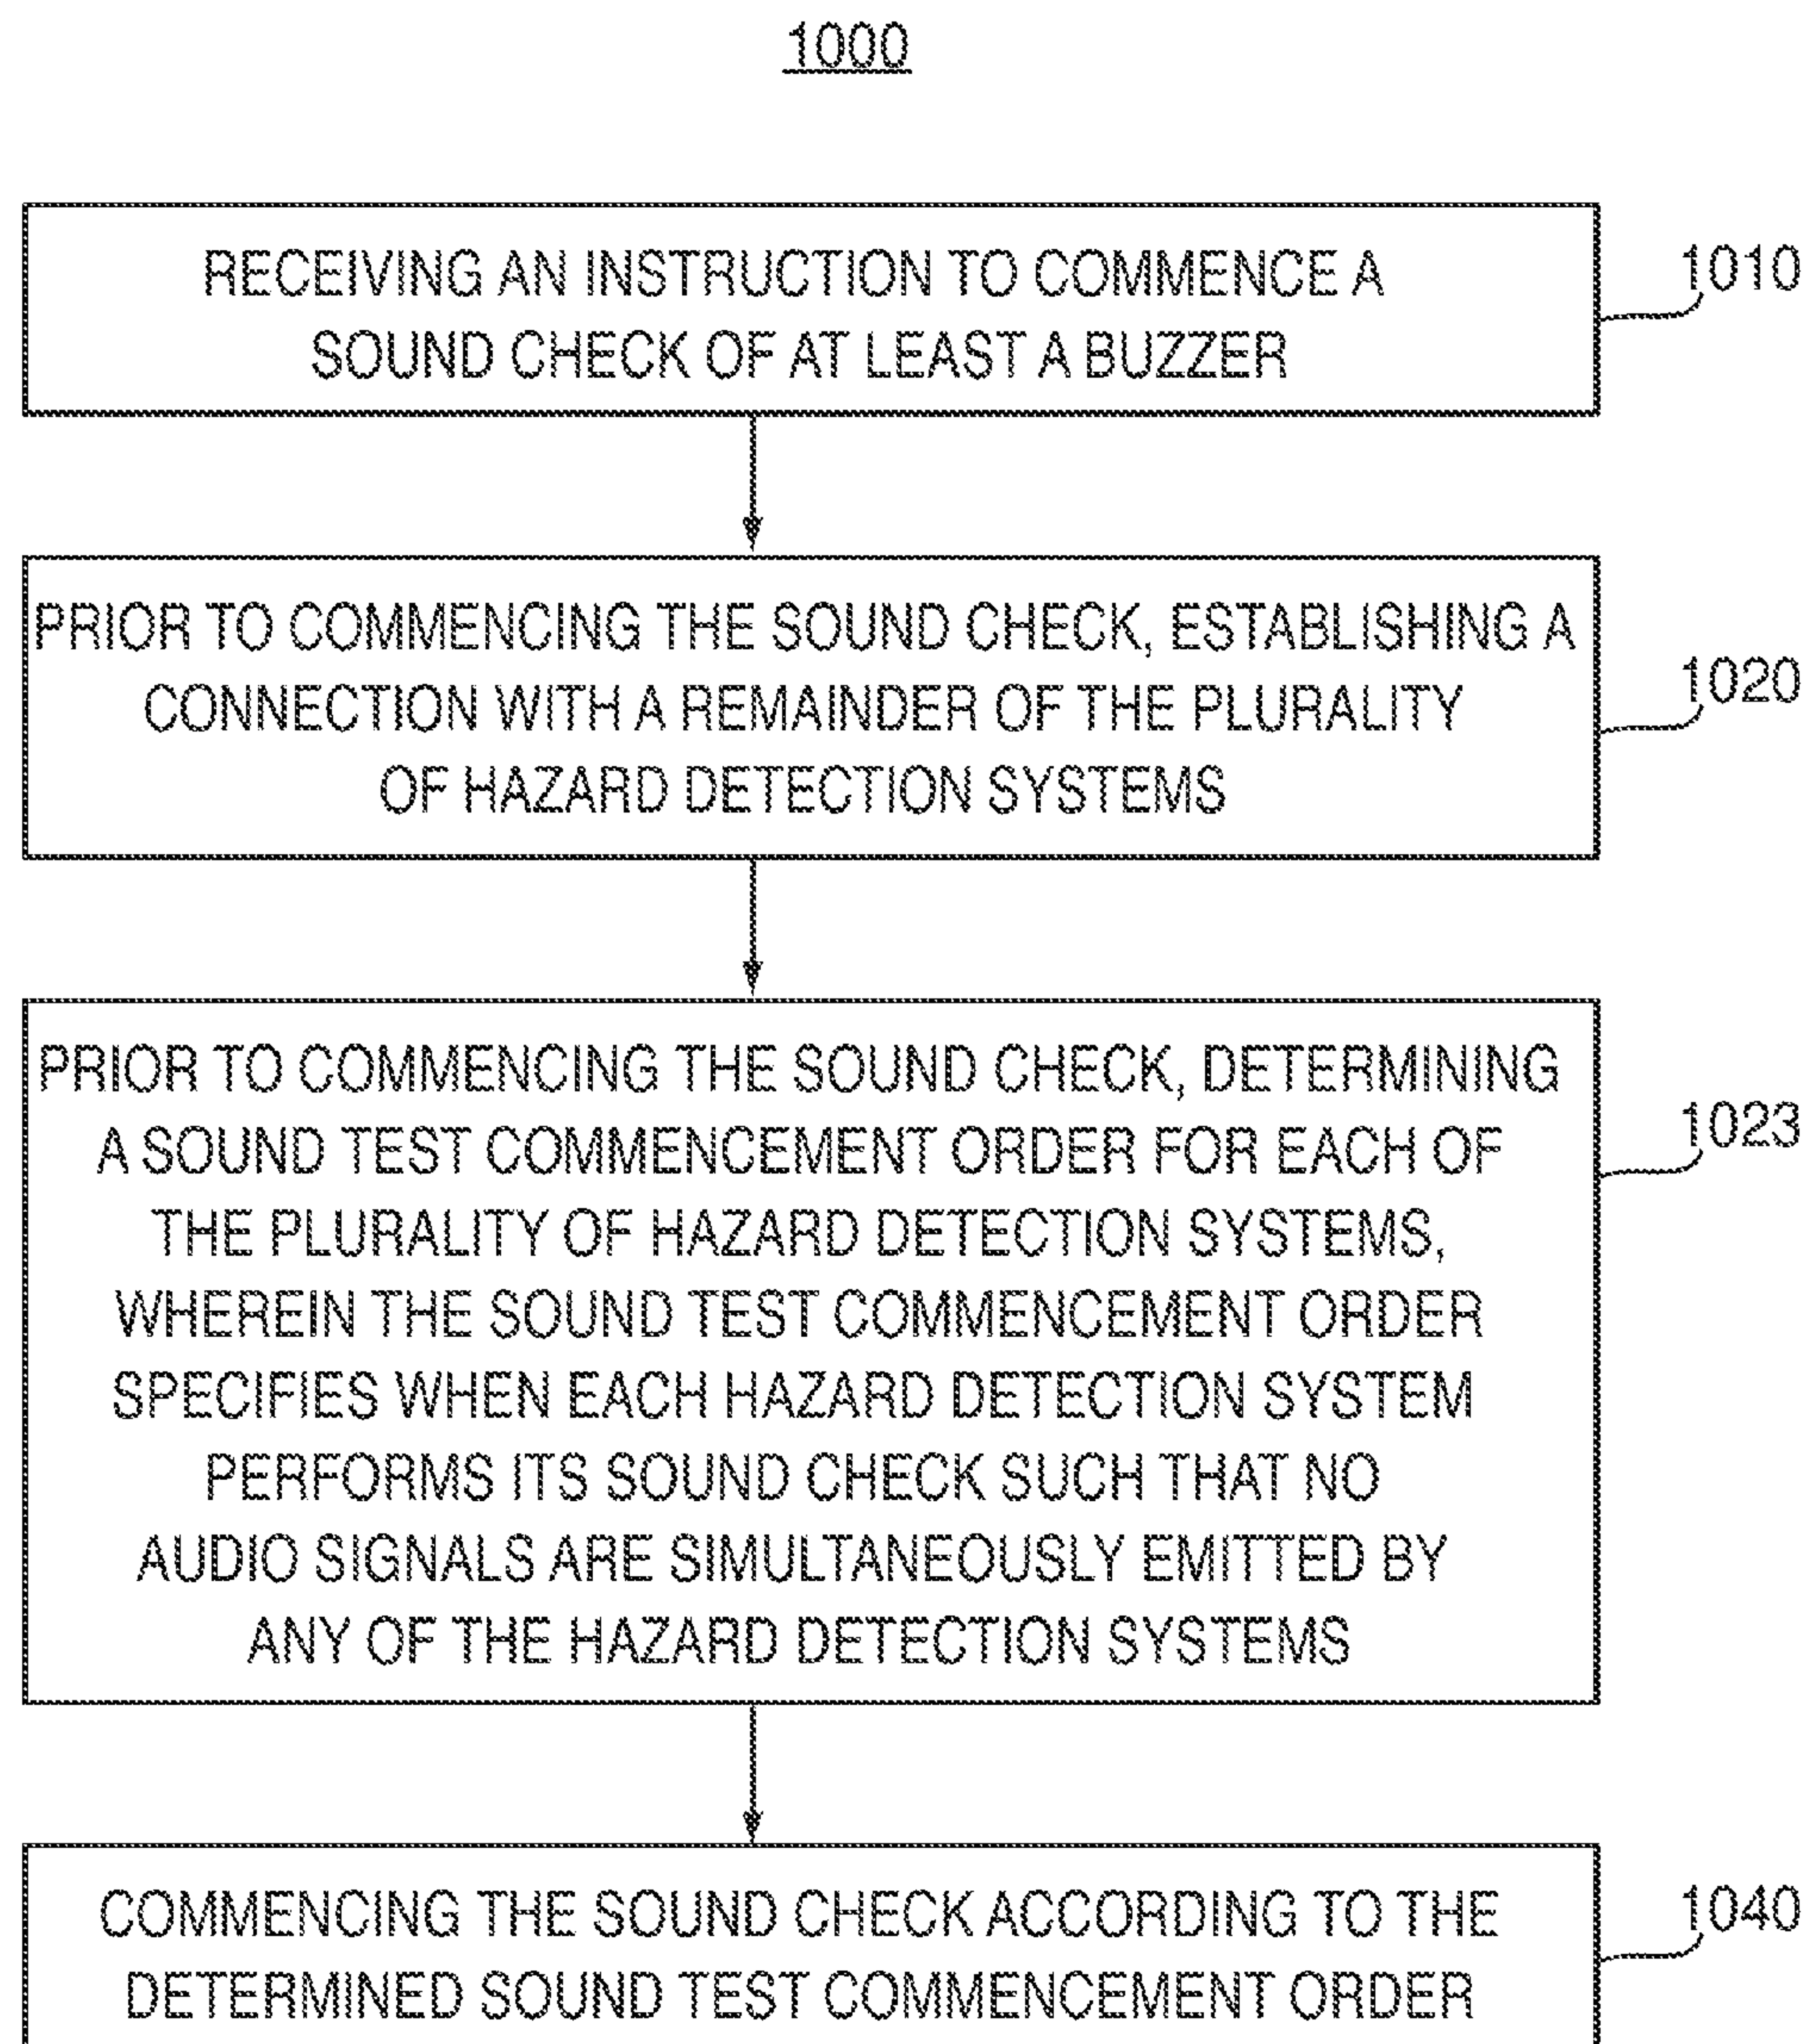 1000
RECEIVING AN INSTRUCTION TO COMMENCE A
SOUND CHECK OF AT LEAST A BUZZER
1010
PRIOR TO COMMENCING THE SOUND CHECK, ESTABLISHING A
CONNECTION WITH A REMAINDER OF THE PLURALITY
OF HAZARD DETECTION SYSTEMS
1020
PRIOR TO COMMENCING THE SOUND CHECK, DETERMINING
A SOUND TEST COMMENCEMENT ORDER FOR EACH OF
THE PLURALITY OF HAZARD DETECTION SYSTEMS,
WHEREIN THE SOUND TEST COMMENCEMENT ORDER
SPECIFIES WHEN EACH HAZARD DETECTION SYSTEM
PERFORMS ITS SOUND CHECK SUCH THAT NO
AUDIO SIGNALS ARE SIMULTANEOUSLY EMITTED BY
ANY OF THE HAZARD DETECTION SYSTEMS
1023
COMMENCING THE SOUND CHECK ACCORDING TO THE
DETERMINED SOUND TEST COMMENCEMENT ORDER
1040